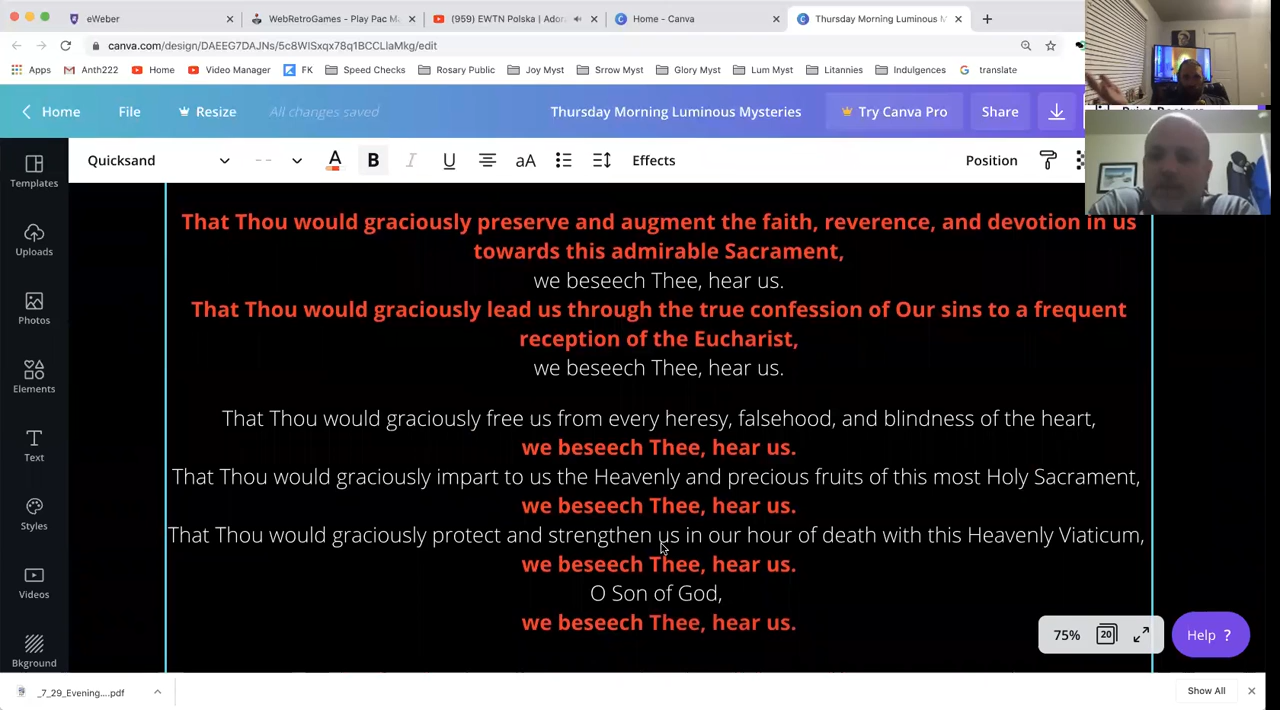 eWeber
WebRetroGames - Play Pac M
(959) EWTN Polska | Ador
Home - Canva
Thursday Morning Luminous M
canva.com/design/DAEEG7DAJNs/5c8WlSxqx78q1BCCLlaMkg/edit
Apps
Anth222
Home
Video Manager
FK
Speed Checks
Rosary Public
Joy Myst
Srrow Myst
Glory Myst
Lum Myst
Litannies
Indulgences
translate
Home
File
Resize
All changes saved
Thursday Morning Luminous Mysteries
Try Canva Pro
Share
Quicksand
A
B
I
U
aA
Effects
Position
Templates
Uploads
Photos
Elements
Text
Styles
Videos
Bkground
That Thou would graciously preserve and augment the faith, reverence, and devotion in us
towards this admirable Sacrament,
we beseech Thee, hear us.
That Thou would graciously lead us through the true confession of Our sins to a frequent
reception of the Eucharist,
we beseech Thee, hear us.
That Thou would graciously free us from every heresy, falsehood, and blindness of the heart,
we beseech Thee, hear us.
That Thou would graciously impart to us the Heavenly and precious fruits of this most Holy Sacrament,
we beseech Thee, hear us.
That Thou would graciously protect and strengthen us in our hour of death with this Heavenly Viaticum,
we beseech Thee, hear us.
O Son of God,
we beseech Thee, hear us.
75%
20
Help ?
_7_29_Evening....pdf
Show All